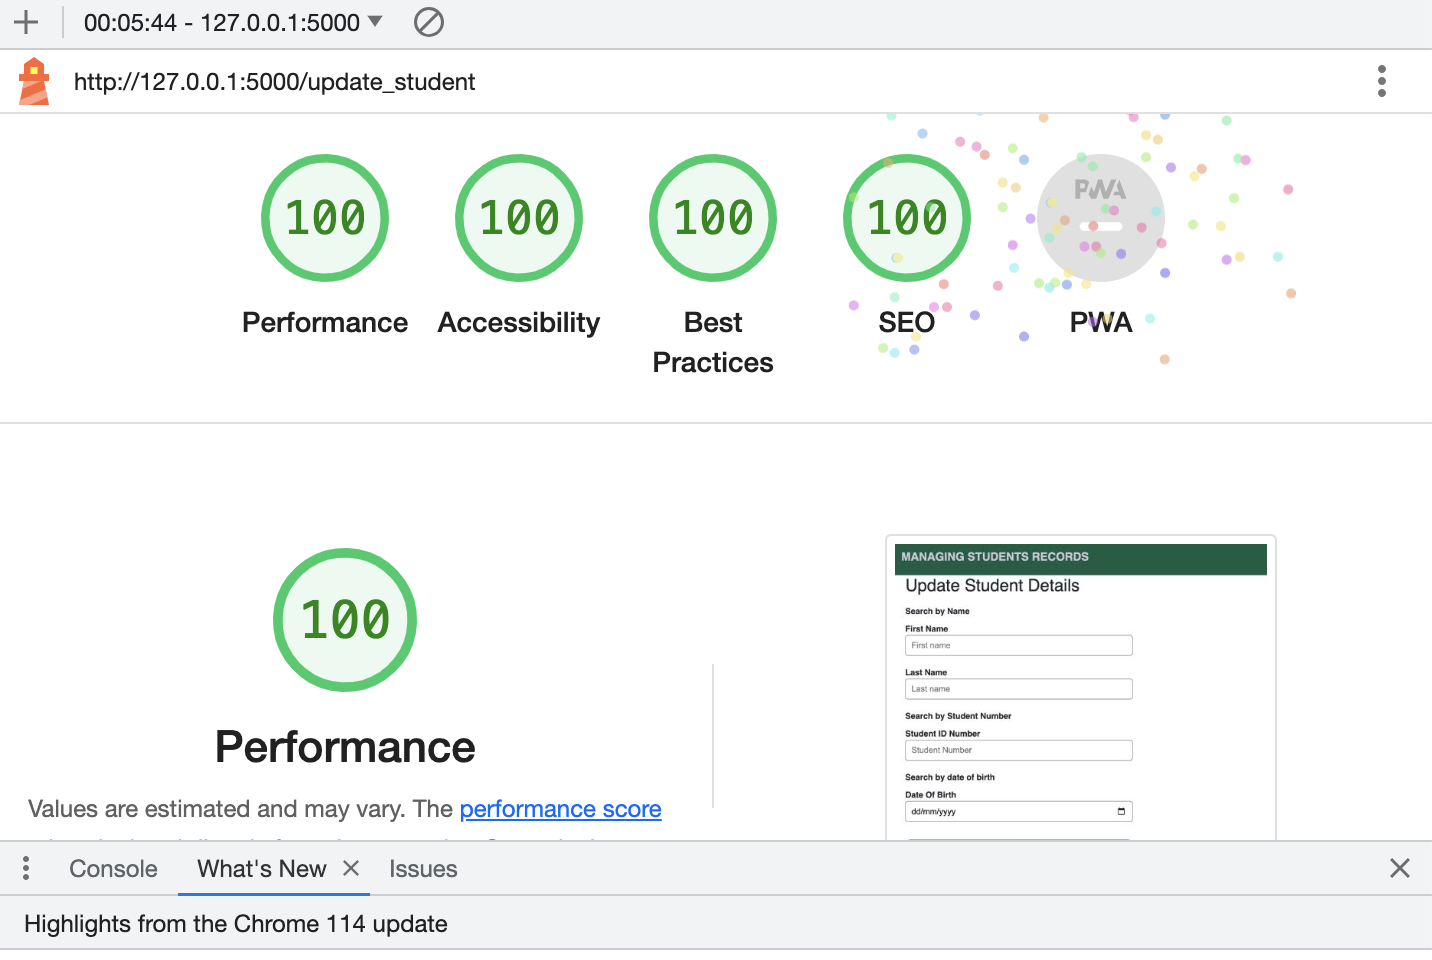 00:05:44 - 127.0.0.1:5000
http://127.0.0.1:5000/update_student
100 100 100 100 PWA
Performance Accessibility Best Practices SEO PWA
100
Performance
Values are estimated and may vary. The performance score
MANAGING STUDENTS RECORDS
Update Student Details
Search by Name
First Name
First name
Last Name
Last name
Search by Student Number
Student ID Number
Student Number
Search by date of birth
Date Of Birth
dd/mm/yyyy
Console What's New Issues
Highlights from the Chrome 114 update